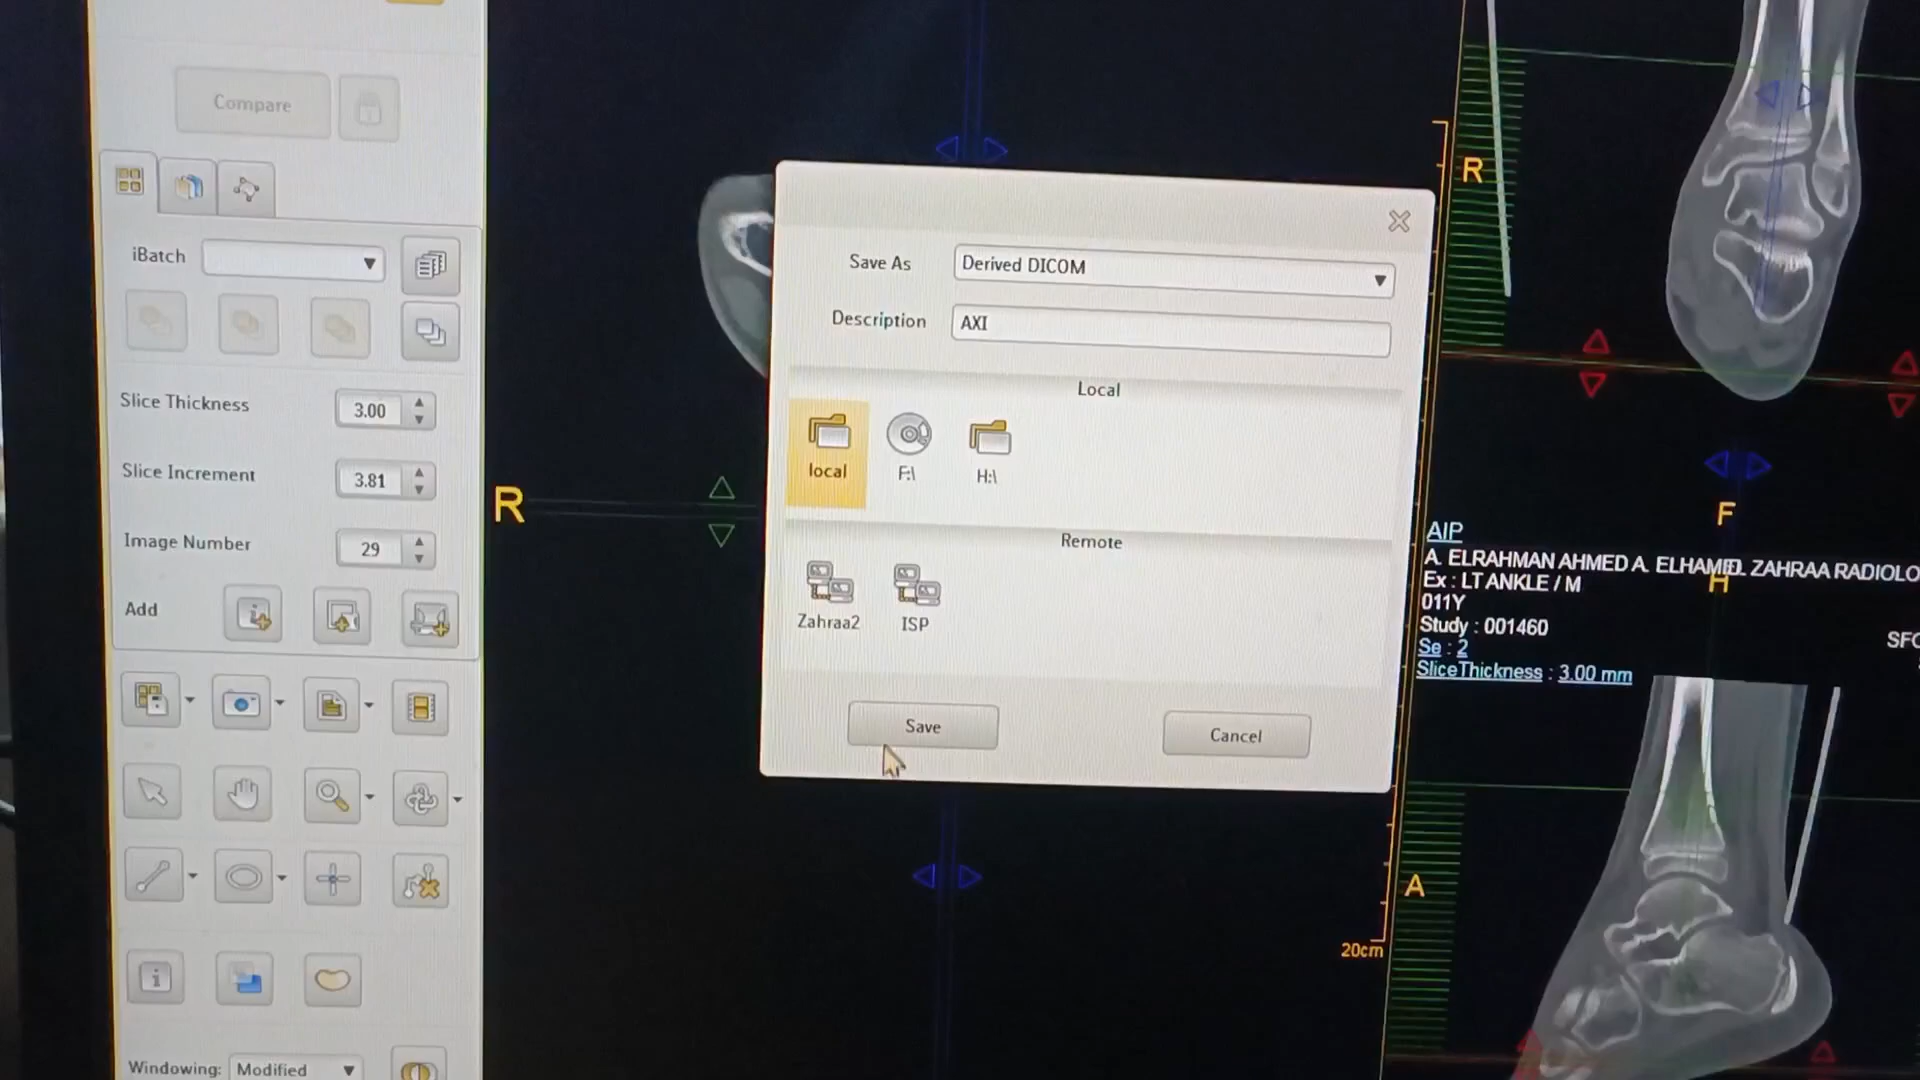 Compare
iBatch
Slice Thickness 3.00
Slice Increment 3.81
Image Number 29
Add
Windowing: Modified
R
Save As Derived DICOM
Description AXI
Local
local F:\ H:\
Remote
Zahraa2 ISP
Save Cancel
R
F
H
AIP
A. ELRAHMAN AHMED A. ELHAMED. ZAHRAA RADIOLO
Ex : LT ANKLE / M
011Y
Study : 001460
Se : 2
SFO
SliceThickness : 3.00 mm
A
20cm